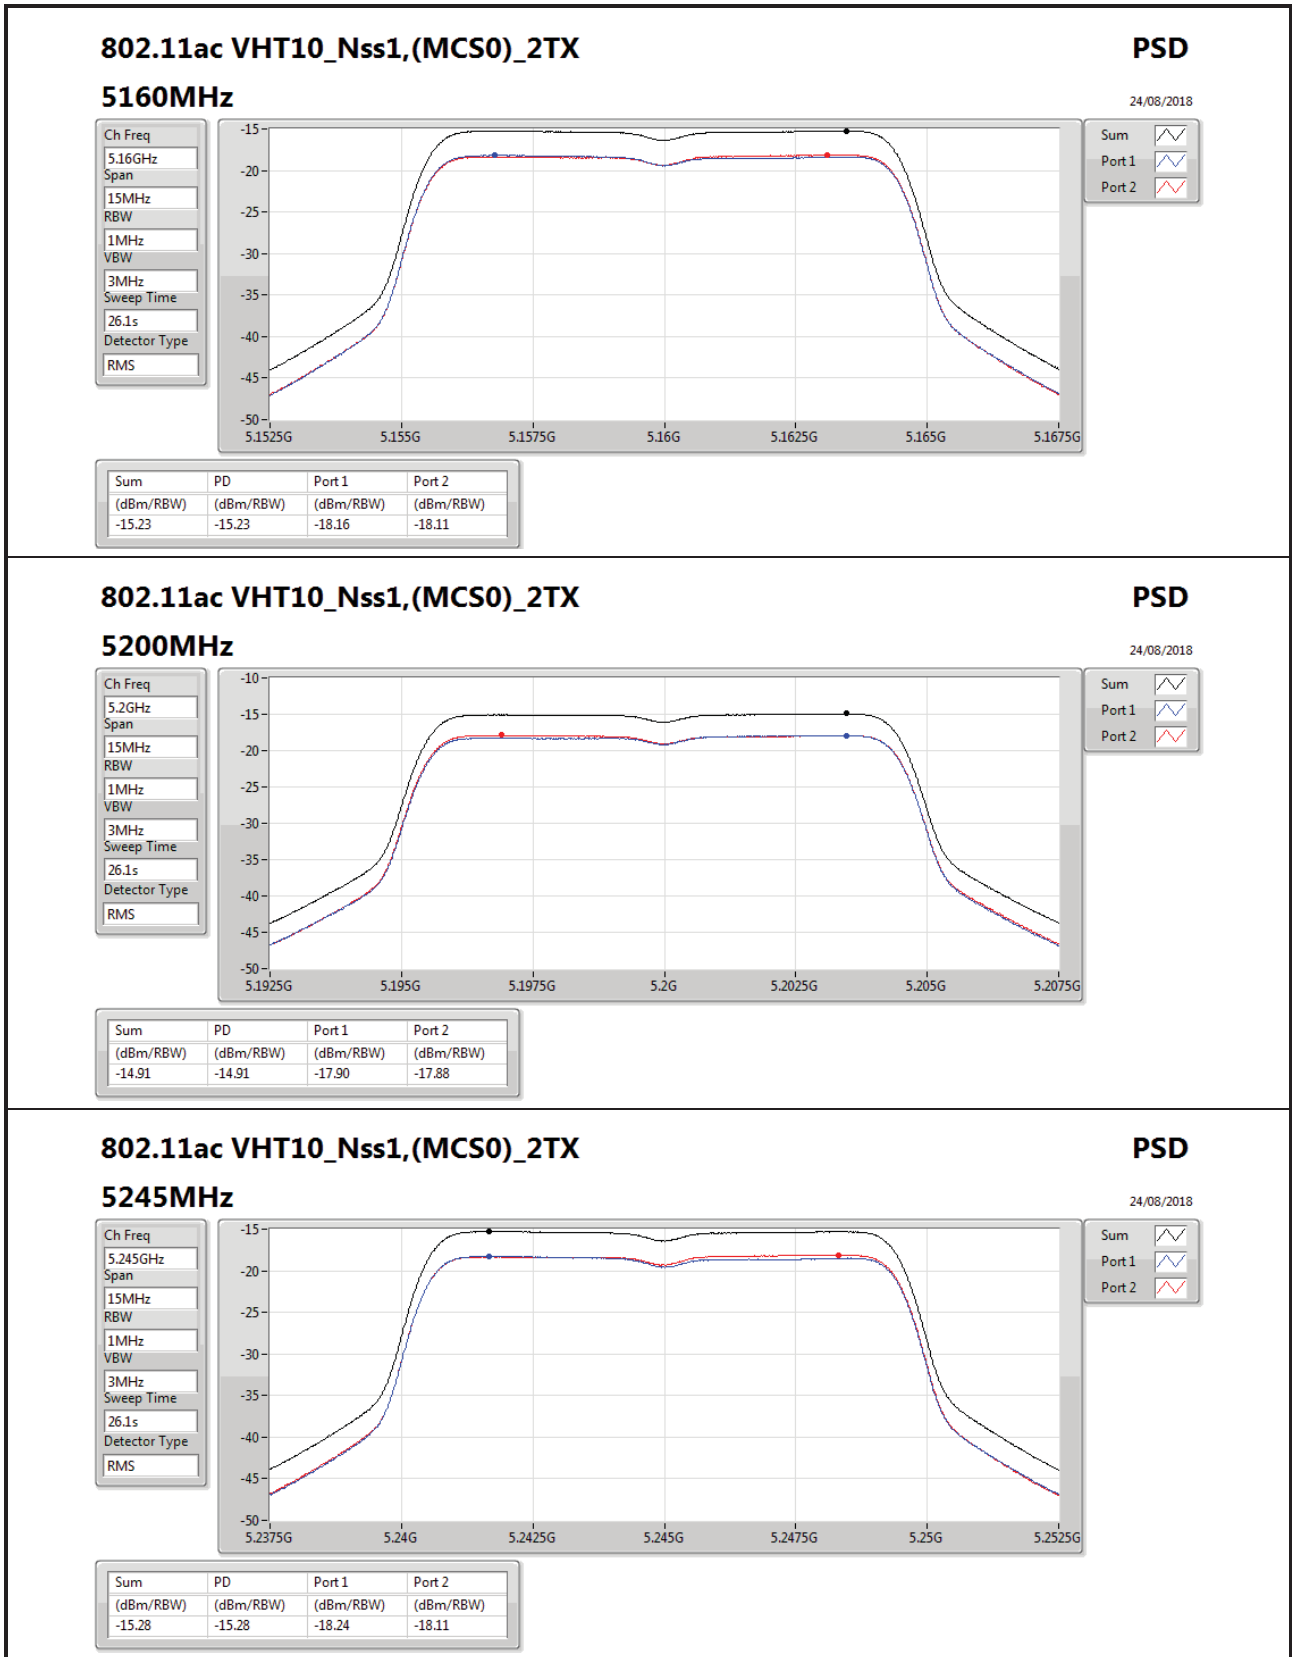 802.11ac VHT10_Nss1,(MCS0)_2TX PSD
5160MHz 24/08/2018
Ch Freq
5.16GHz
Span
15MHz
RBW
1MHz
VBW
3MHz
Sweep Time
26.1s
Detector Type
RMS
-15
-20
-25
-30
-35
-40
-45
-50
5.1525G 5.155G 5.1575G 5.16G 5.1625G 5.165G 5.1675G
Sum
Port 1
Port 2
Sum PD Port 1 Port 2
(dBm/RBW) (dBm/RBW) (dBm/RBW) (dBm/RBW)
-15.23 -15.23 -18.16 -18.11
802.11ac VHT10_Nss1,(MCS0)_2TX PSD
5200MHz 24/08/2018
Ch Freq
5.2GHz
Span
15MHz
RBW
1MHz
VBW
3MHz
Sweep Time
26.1s
Detector Type
RMS
-10
-15
-20
-25
-30
-35
-40
-45
-50
5.1925G 5.195G 5.1975G 5.2G 5.2025G 5.205G 5.2075G
Sum
Port 1
Port 2
Sum PD Port 1 Port 2
(dBm/RBW) (dBm/RBW) (dBm/RBW) (dBm/RBW)
-14.91 -14.91 -17.90 -17.88
802.11ac VHT10_Nss1,(MCS0)_2TX PSD
5245MHz 24/08/2018
Ch Freq
5.245GHz
Span
15MHz
RBW
1MHz
VBW
3MHz
Sweep Time
26.1s
Detector Type
RMS
-15
-20
-25
-30
-35
-40
-45
-50
5.2375G 5.24G 5.2425G 5.245G 5.2475G 5.25G 5.2525G
Sum
Port 1
Port 2
Sum PD Port 1 Port 2
(dBm/RBW) (dBm/RBW) (dBm/RBW) (dBm/RBW)
-15.28 -15.28 -18.24 -18.11